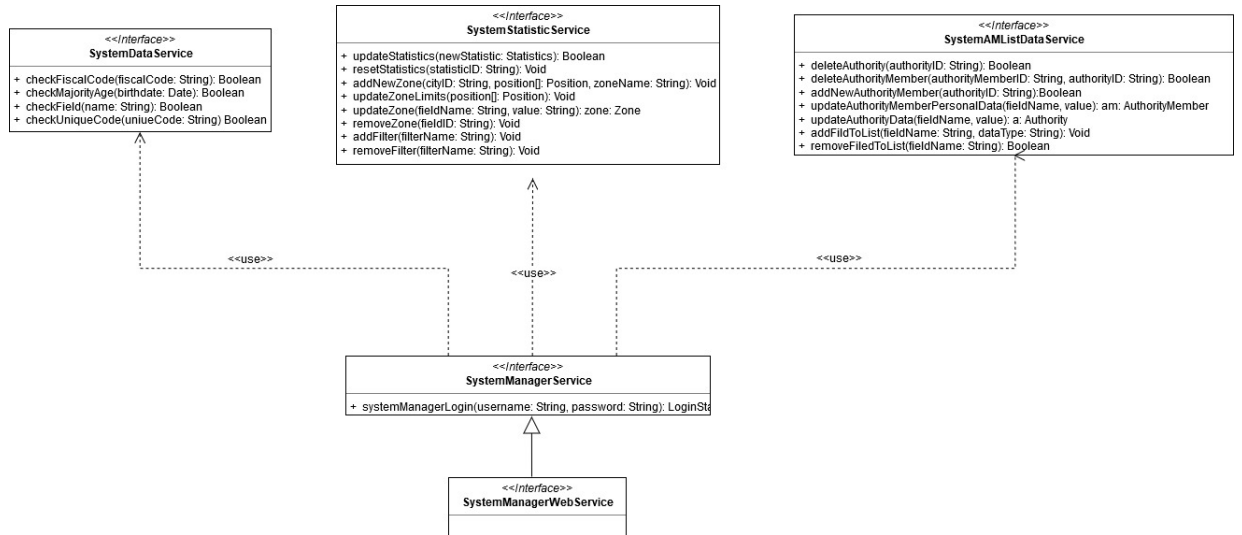 <<Interface>>
SystemDataService
+ checkFiscalCode(fiscalCode: String): Boolean
+ checkMajorityAge(birthdate: Date): Boolean
+ checkField(name: String): Boolean
+ checkUniqueCode(uniueCode: String) Boolean
<<Interface>>
SystemStatisticService
+ updateStatistics(newStatistic: Statistics): Boolean
+ resetStatistics(statisticID: String): Void
+ addNewZone(cityID: String, position[]: Position, zoneName: String): Void
+ updateZoneLimits(position[]: Position): Void
+ updateZone(fieldName: String, value: String): zone: Zone
+ removeZone(fieldID: String): Void
+ addFilter(filterName: String): Void
+ removeFilter(filterName: String): Void
<<Interface>>
SystemAMListDataService
+ deleteAuthority(authorityID: String): Boolean
+ deleteAuthorityMember(authorityMemberID: String, authorityID: String): Boolean
+ addNewAuthorityMember(authorityID: String):Boolean
+ updateAuthorityMemberPersonalData(fieldName, value): am: AuthorityMember
+ updateAuthorityData(fieldName, value): a: Authority
+ addFildToList(fieldName: String, dataType: String): Void
+ removeFiledToList(fieldName: String): Boolean
<<use>>
<<use>>
<<use>>
<<Interface>>
SystemManagerService
+ systemManagerLogin(username: String, password: String): LoginSta
<<Interface>>
SystemManagerWebService